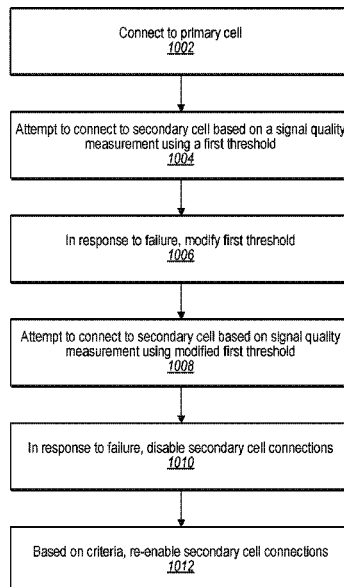 Connect to primary cell
1002
Attempt to connect to secondary cell based on a signal quality
measurement using a first threshold
1004
In response to failure, modify first threshold
1006
Attempt to connect to secondary cell based on signal quality
measurement using modified first threshold
1008
In response to failure, disable secondary cell connections
1010
Based on criteria, re-enable secondary cell connections
1012